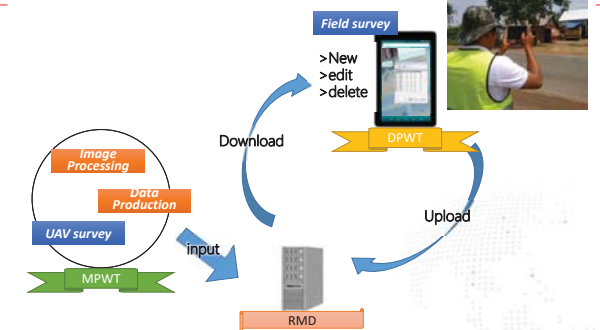 Field survey
>New
>edit
>delete
DPWT
Download
Image
Processing
Data
Production
UAV survey
MPWT
input
Upload
RMD